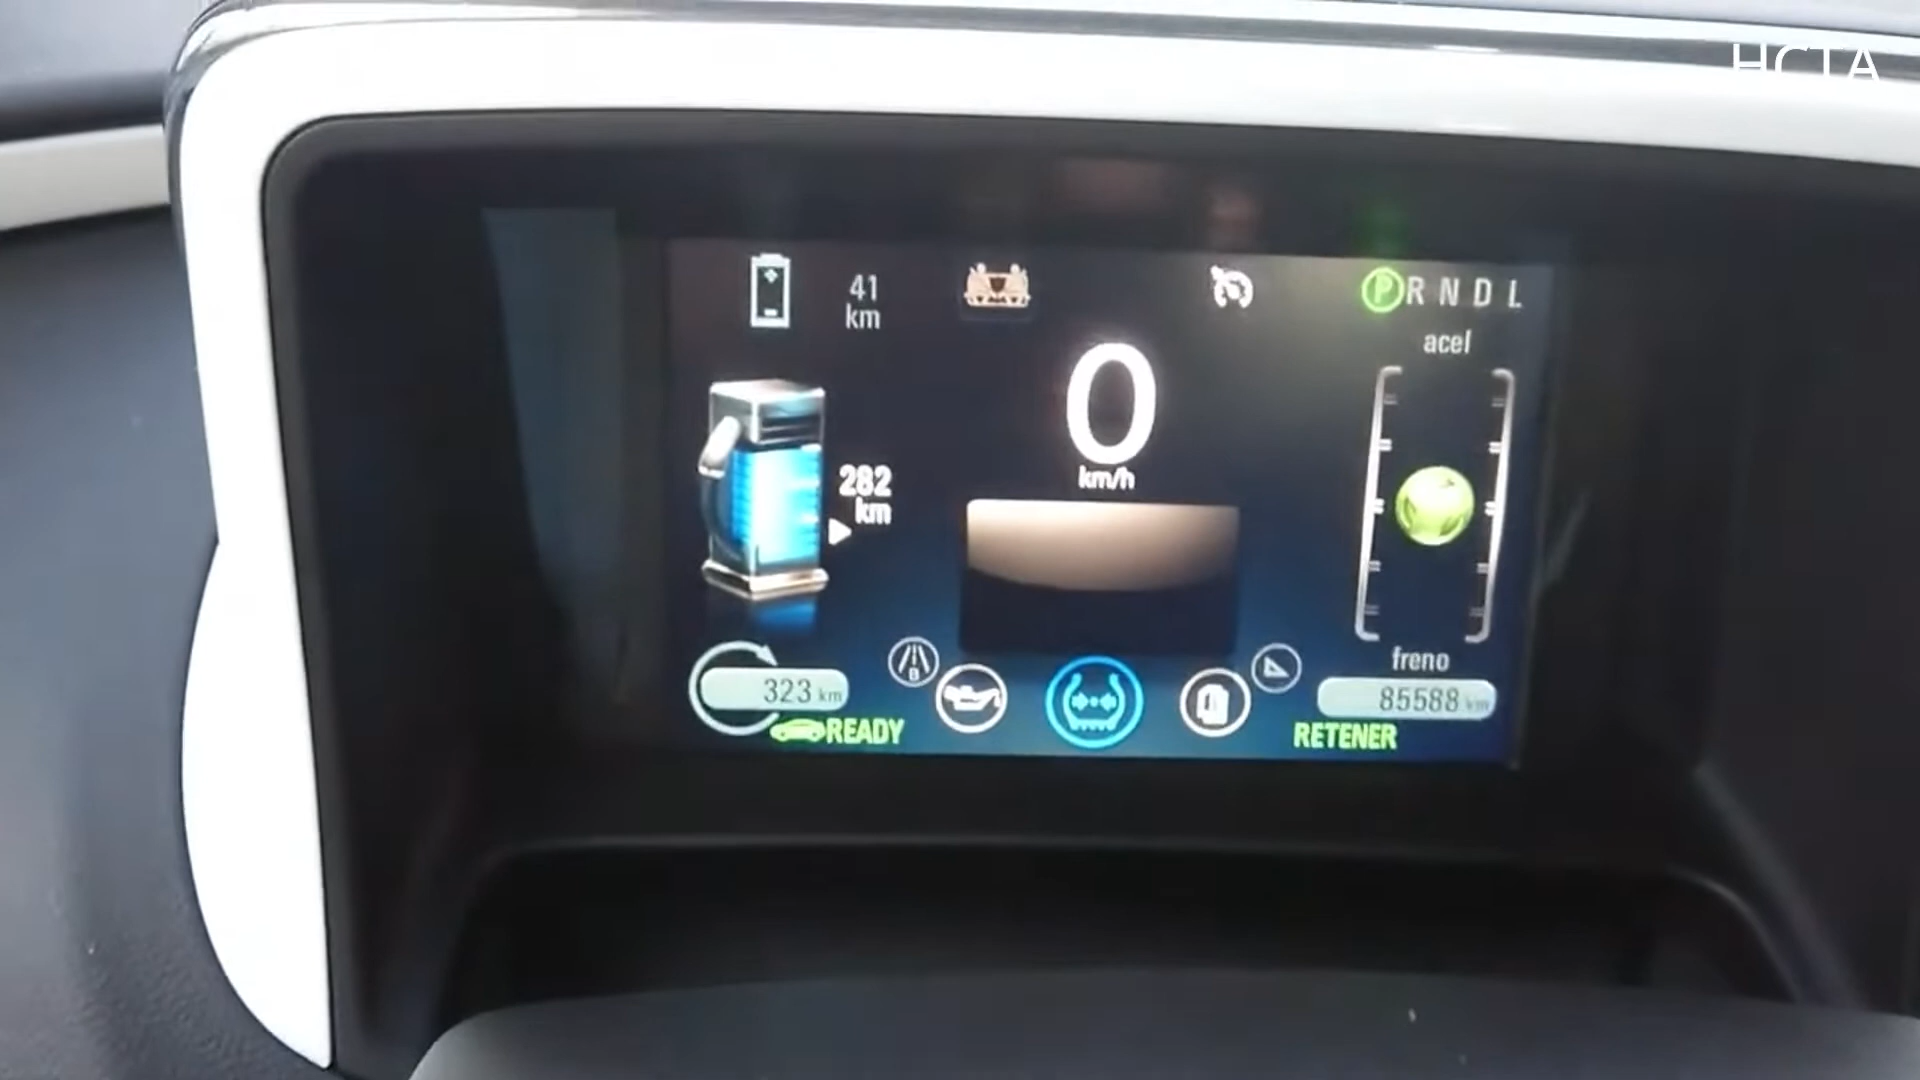 HCTA
41
km
P R N D L
acel
0
km/h
282
km
freno
323 km
85588 km
B
READY
RETENER